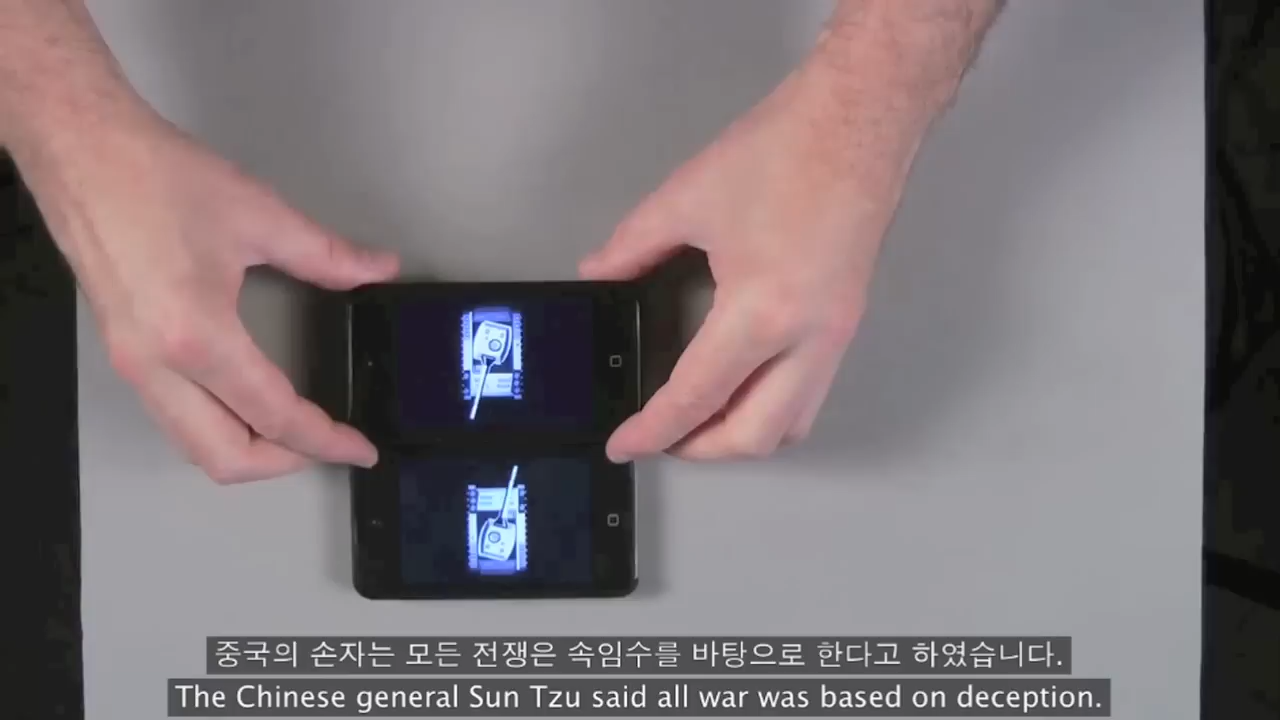 중국의 손자는 모든 전쟁은 속임수를 바탕으로 한다고 하였습니다.
The Chinese general Sun Tzu said all war was based on deception.